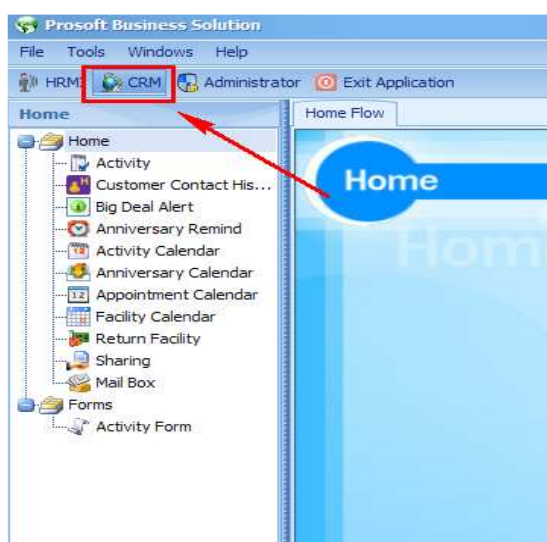 Prosoft Business Solution
File Tools Windows Help
CRM Administrator Exit Application
Home
Home Flow
Home
Activity
Customer Contact His...
Big Deal Alert
Anniversary Remind
Activity Calendar
Anniversary Calendar
Appointment Calendar
Facility Calendar
Return Facility
Sharing
Mail Box
Forms
Activity Form
Home